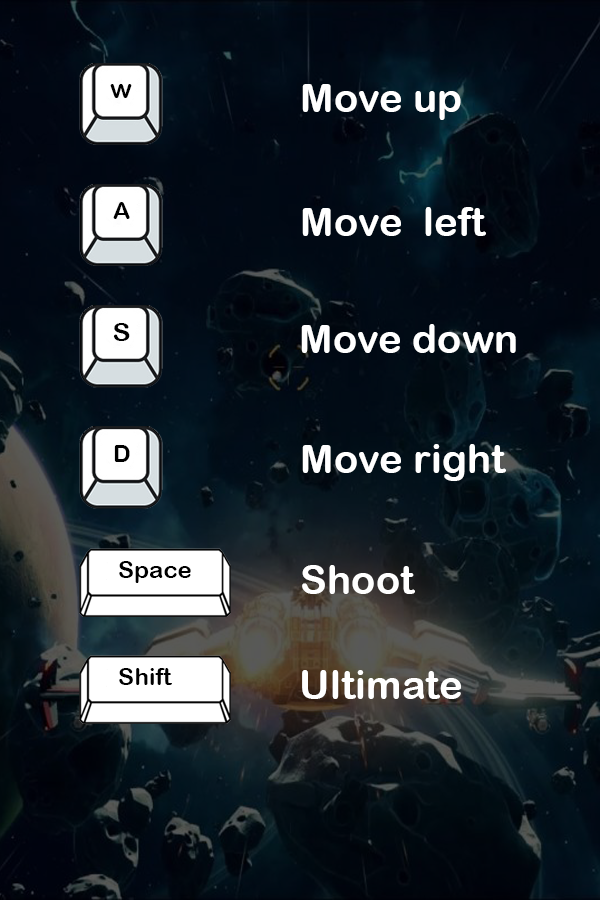 W Move up
A Move  left
S Move down
D Move right
Space Shoot
Shift Ultimate